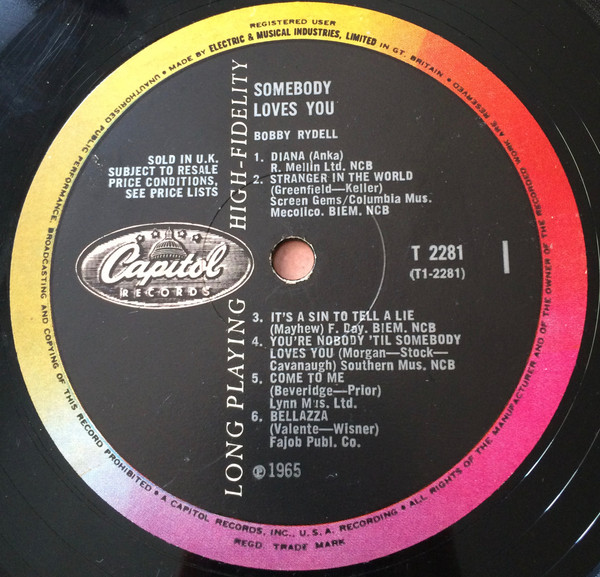 REGISTERED USER
• MADE BY ELECTRIC & MUSICAL INDUSTRIES, LIMITED IN GT. BRITAIN •
ALL RIGHTS OF THE MANUFACTURER AND OF THE OWNER OF THE RECORDED WORK ARE RESERVED
UNAUTHORISED PUBLIC PERFORMANCE, BROADCASTING AND COPYING OF THIS RECORD PROHIBITED
• A CAPITOL RECORDS, INC., U.S.A. RECORDING •
REGD. TRADE MARK
LONG PLAYING HIGH-FIDELITY
SOMEBODY
LOVES YOU
BOBBY RYDELL
SOLD IN U.K.
SUBJECT TO RESALE
PRICE CONDITIONS,
SEE PRICE LISTS
1. DIANA (Anka)
R. Mellin Ltd. NCB
2. STRANGER IN THE WORLD
(Greenfield—Keller)
Screen Gems/Columbia Mus.
Mecolico. BIEM. NCB
Capitol
RECORDS
T 2281
(T1-2281)
1
3. IT'S A SIN TO TELL A LIE
(Mayhew) F. Day. BIEM. NCB
4. YOU'RE NOBODY 'TIL SOMEBODY
LOVES YOU (Morgan—Stock—
Cavanaugh) Southern Mus. NCB
5. COME TO ME
(Beveridge—Prior)
Lynn Mus. Ltd.
6. BELLAZZA
(Valente—Wisner)
Fajob Publ. Co.
℗1965